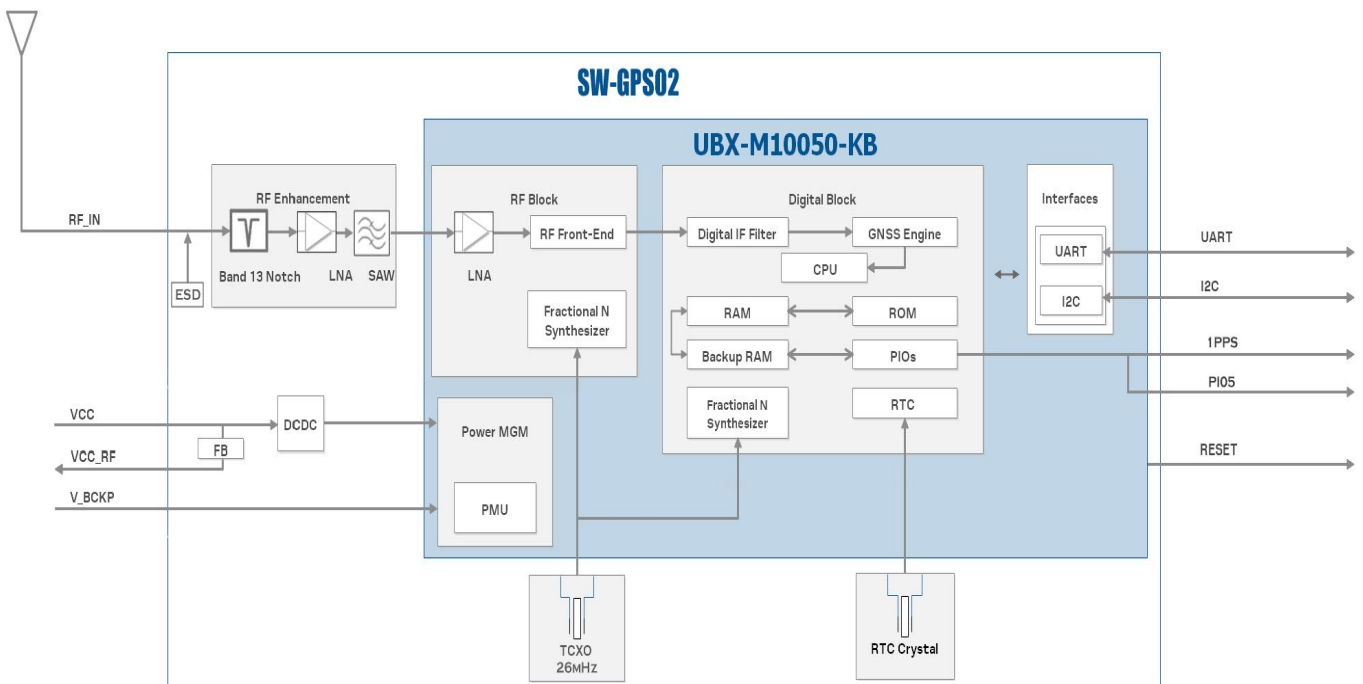 SW-GPS02
UBX-M10050-KB
RF_IN
ESD
RF Enhancement
Band 13 Notch
LNA
SAW
RF Block
LNA
RF Front-End
Fractional N
Synthesizer
Digital Block
Digital IF Filter
GNSS Engine
CPU
RAM
ROM
Backup RAM
PIOs
Fractional N
Synthesizer
RTC
Interfaces
UART
I2C
UART
I2C
1PPS
PIO5
RESET
VCC
FB
DCDC
VCC_RF
V_BCKP
Power MGM
PMU
TCXO
26MHz
RTC Crystal